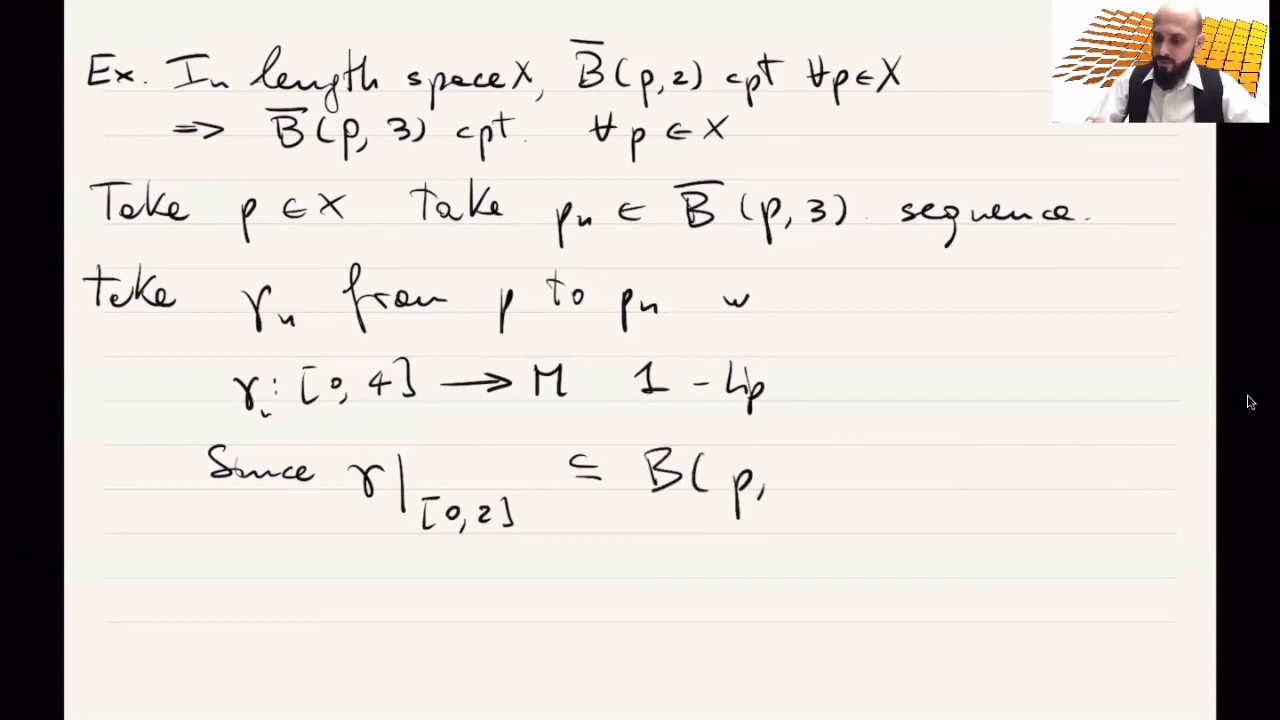 Ex. In length space X, B̅(p,2) cpt ∀p∈X
⇒ B̅(p, 3) cpt. ∀ p ∈ X
Take p ∈ X take pₙ ∈ B̅(p,3). sequence.
take γₙ from p to pₙ w
γ: [0,4] → M 1-Lip
Since γ|[0,2] ⊆ B(p,